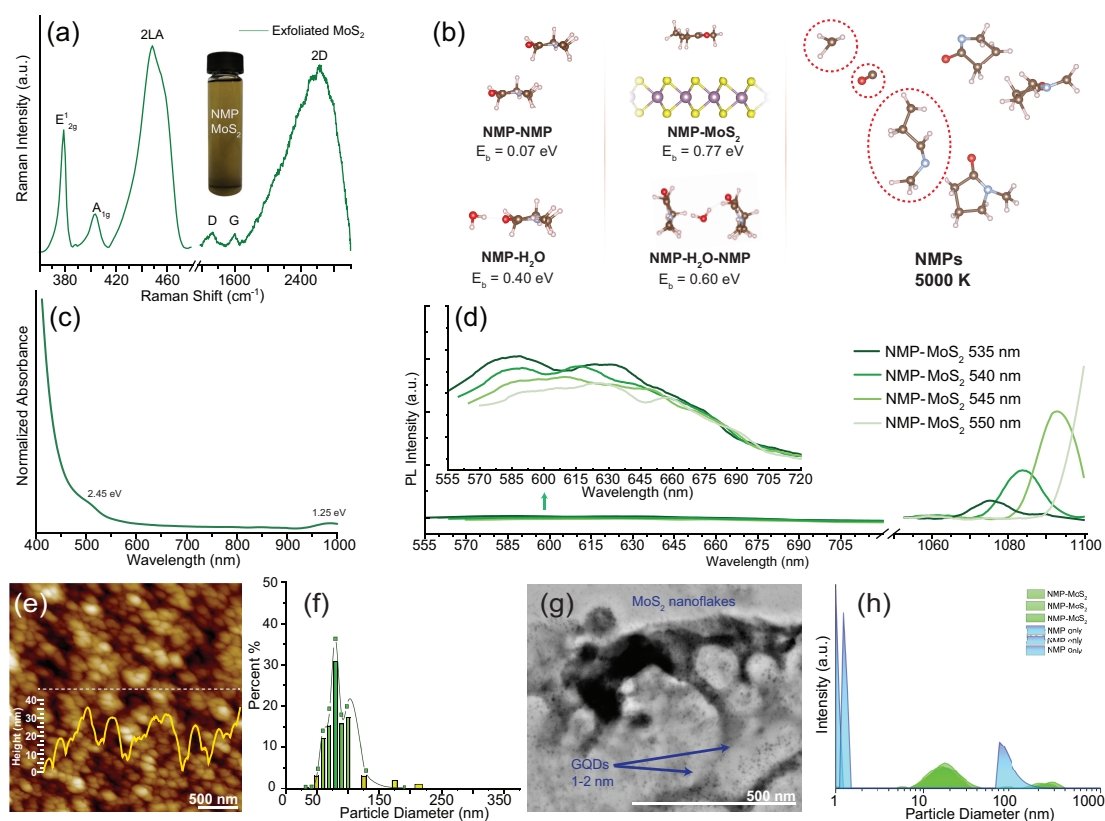 (a)
Exfoliated MoS2
2LA
2D
E12g
A1g
D
G
NMP
MoS2
Raman Intensity (a.u.)
380
420
460
1600
2400
Raman Shift (cm-1)
(b)
NMP-NMP
Eb = 0.07 eV
NMP-MoS2
Eb = 0.77 eV
NMP-H2O
Eb = 0.40 eV
NMP-H2O-NMP
Eb = 0.60 eV
NMPs
5000 K
(c)
Normalized Absorbance
2.45 eV
1.25 eV
400 500 600 700 800 900 1000
Wavelength (nm)
(d)
PL Intensity (a.u.)
NMP-MoS2 535 nm
NMP-MoS2 540 nm
NMP-MoS2 545 nm
NMP-MoS2 550 nm
555 570 585 600 615 630 645 660 675 690 705 720
Wavelength (nm)
555 570 585 600 615 630 645 660 675 690 705 1060 1080 1100
Wavelength (nm)
(e)
Height (nm)
40
30
20
10
0
500 nm
(f)
Percent %
50
40
30
20
10
0
0 50 150 250 350
Particle Diameter (nm)
(g)
MoS2 nanoflakes
GQDs
1-2 nm
500 nm
(h)
NMP-MoS2
NMP-MoS2
NMP-MoS2
NMP only
NMP only
NMP only
Intensity (a.u.)
1 10 100 1000
Particle Diameter (nm)